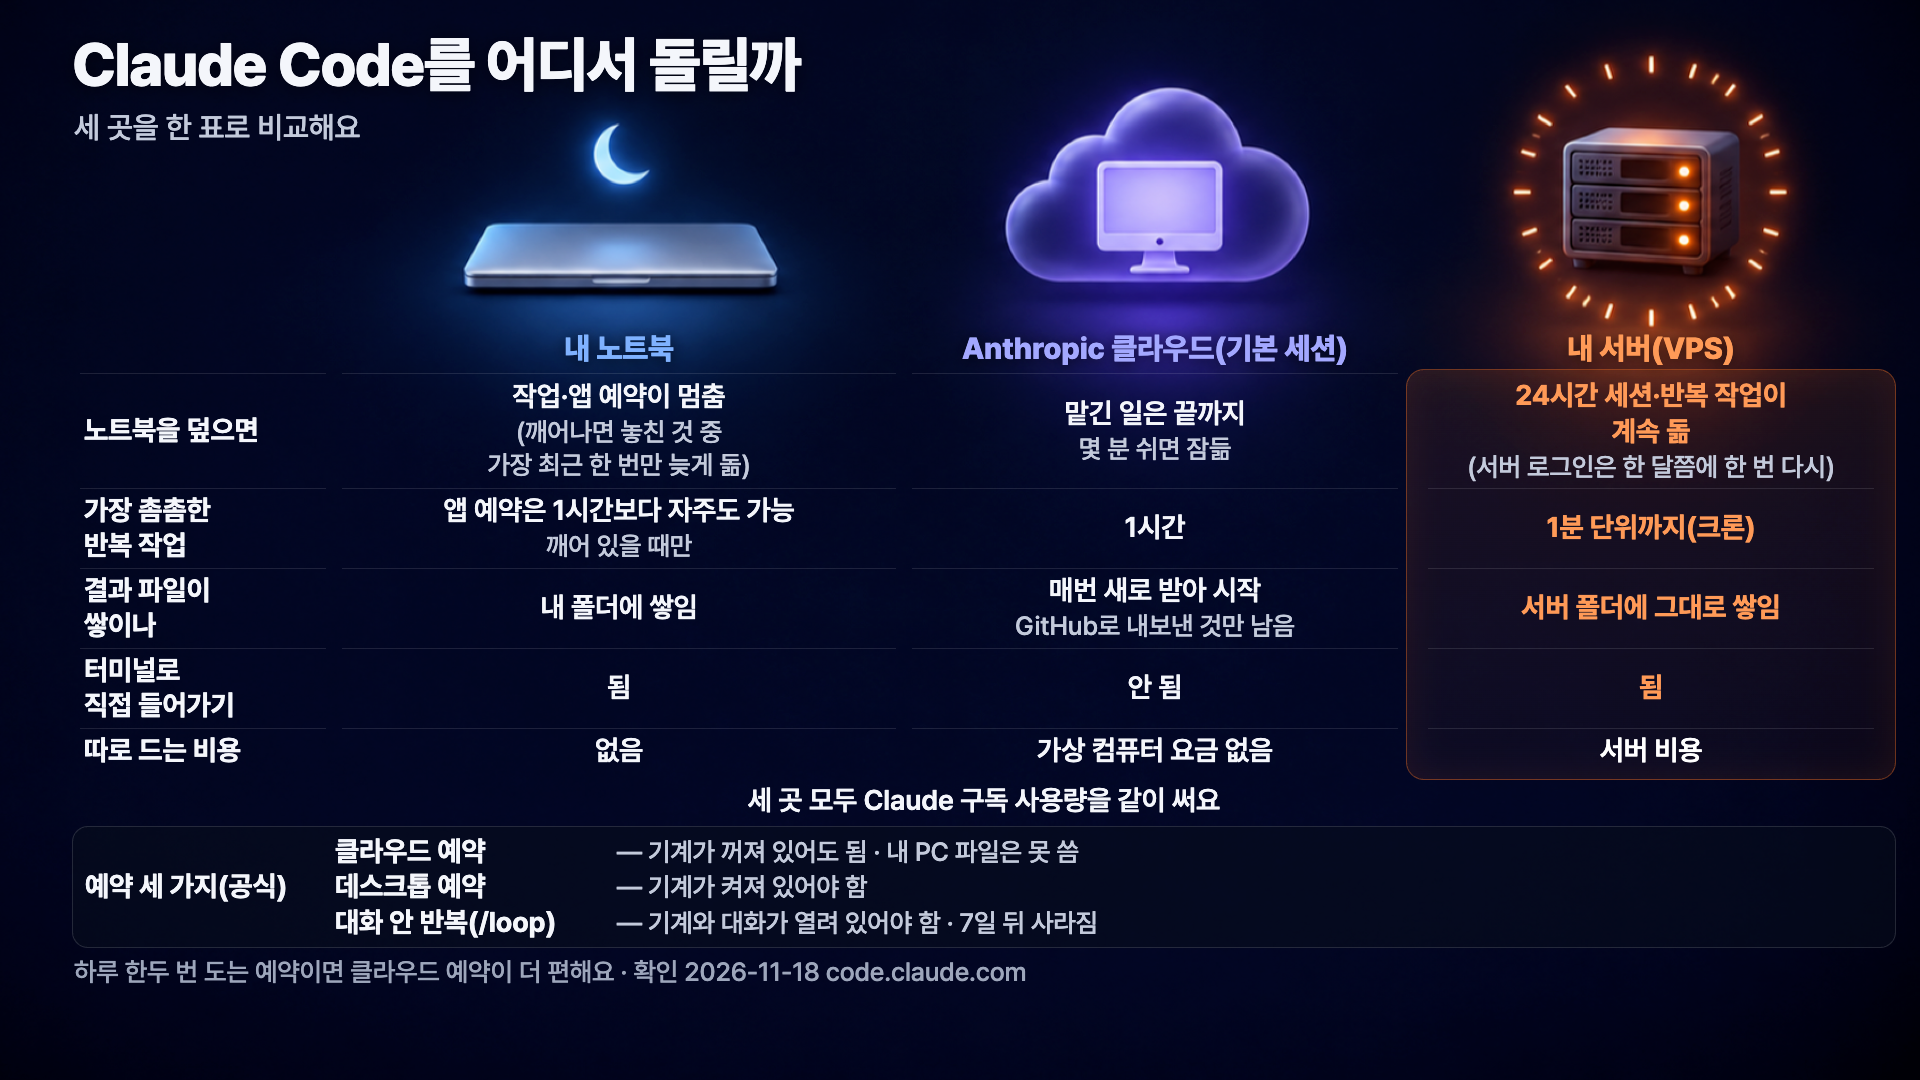 Claude Code를 어디서 돌릴까
세 곳을 한 표로 비교해요
내 노트북
Anthropic 클라우드(기본 세션)
내 서버(VPS)
노트북을 덮으면
작업·앱 예약이 멈춤
(깨어나면 놓친 것 중
가장 최근 한 번만 늦게 돎)
맡긴 일은 끝까지
몇 분 쉬면 잠듦
24시간 세션·반복 작업이
계속 돎
(서버 로그인은 한 달쯤에 한 번 다시)
가장 촘촘한
반복 작업
앱 예약은 1시간보다 자주도 가능
깨어 있을 때만
1시간
1분 단위까지(크론)
결과 파일이
쌓이나
내 폴더에 쌓임
매번 새로 받아 시작
GitHub로 내보낸 것만 남음
서버 폴더에 그대로 쌓임
터미널로
직접 들어가기
됨
안 됨
됨
따로 드는 비용
없음
가상 컴퓨터 요금 없음
서버 비용
세 곳 모두 Claude 구독 사용량을 같이 써요
예약 세 가지(공식)
클라우드 예약 — 기계가 꺼져 있어도 됨 · 내 PC 파일은 못 씀
데스크톱 예약 — 기계가 켜져 있어야 함
대화 안 반복(/loop) — 기계와 대화가 열려 있어야 함 · 7일 뒤 사라짐
하루 한두 번 도는 예약이면 클라우드 예약이 더 편해요 · 확인 2026-11-18 code.claude.com